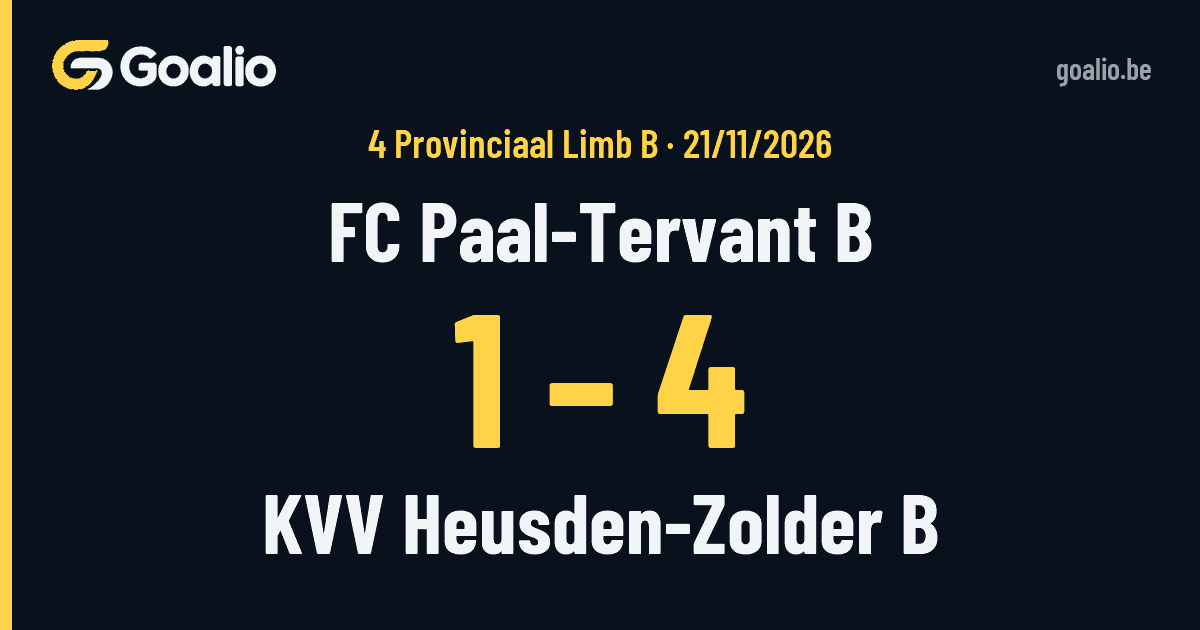 Goalio
goalio.be
4 Provinciaal Limb B · 21/11/2026
FC Paal-Tervant B
1 – 4
KVV Heusden-Zolder B